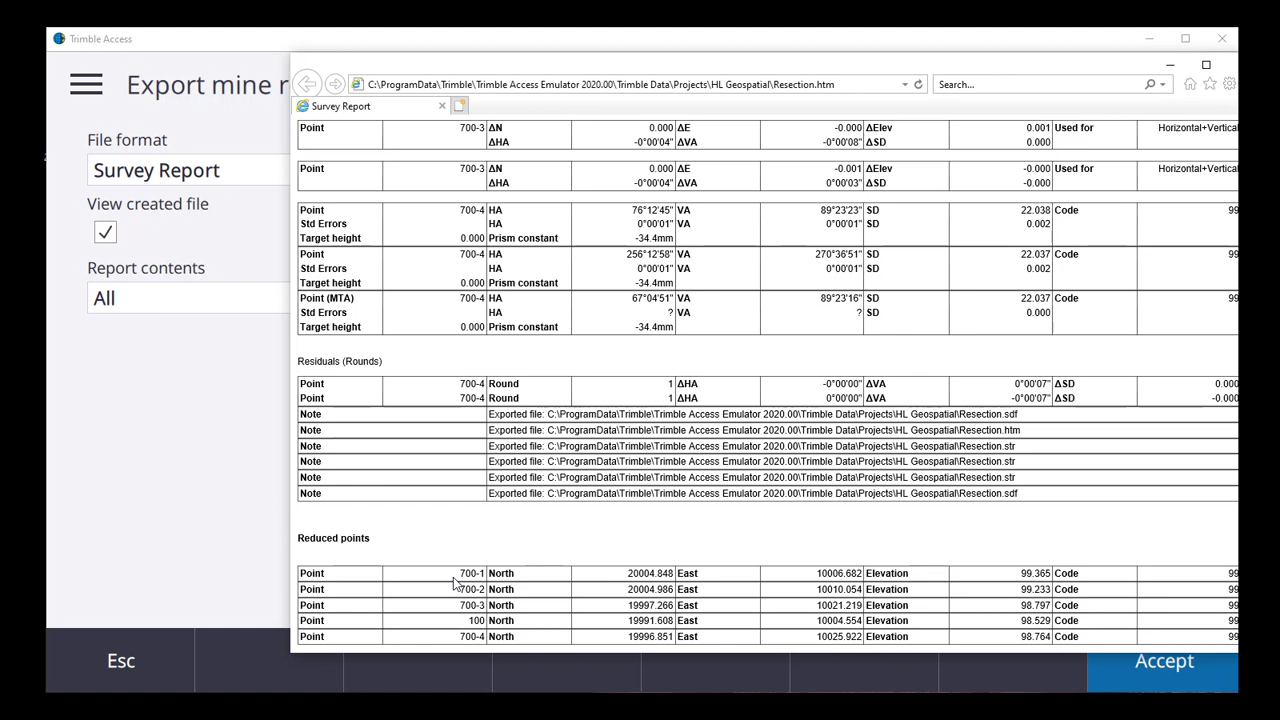 Trimble Access
Export mine r
File format
Survey Report
View created file
Report contents
All
Esc
Accept
C:\ProgramData\Trimble\Trimble Access Emulator 2020.00\Trimble Data\Projects\HL Geospatial\Resection.htm
Search...
Survey Report
Point 700-3 ΔN 0.000 ΔE -0.000 ΔElev 0.001 Used for Horizontal+Vertical
ΔHA -0°00'04" ΔVA -0°00'08" ΔSD 0.000
Point 700-3 ΔN 0.000 ΔE -0.001 ΔElev -0.000 Used for Horizontal+Vertical
ΔHA -0°00'04" ΔVA 0°00'03" ΔSD -0.000
Point 700-4 HA 76°12'45" VA 89°23'23" SD 22.038 Code 99
Std Errors HA 0°00'01" VA 0°00'01" SD 0.002
Target height 0.000 Prism constant -34.4mm
Point 700-4 HA 256°12'58" VA 270°36'51" SD 22.037 Code 99
Std Errors HA 0°00'01" VA 0°00'01" SD 0.002
Target height 0.000 Prism constant -34.4mm
Point (MTA) 700-4 HA 67°04'51" VA 89°23'16" SD 22.037 Code 99
Std Errors HA ? VA ? SD 0.000
Target height 0.000 Prism constant -34.4mm
Residuals (Rounds)
Point 700-4 Round 1 ΔHA -0°00'00" ΔVA 0°00'07" ΔSD 0.000
Point 700-4 Round 1 ΔHA 0°00'00" ΔVA -0°00'07" ΔSD -0.000
Note Exported file: C:\ProgramData\Trimble\Trimble Access Emulator 2020.00\Trimble Data\Projects\HL Geospatial\Resection.sdf
Note Exported file: C:\ProgramData\Trimble\Trimble Access Emulator 2020.00\Trimble Data\Projects\HL Geospatial\Resection.htm
Note Exported file: C:\ProgramData\Trimble\Trimble Access Emulator 2020.00\Trimble Data\Projects\HL Geospatial\Resection.str
Note Exported file: C:\ProgramData\Trimble\Trimble Access Emulator 2020.00\Trimble Data\Projects\HL Geospatial\Resection.str
Note Exported file: C:\ProgramData\Trimble\Trimble Access Emulator 2020.00\Trimble Data\Projects\HL Geospatial\Resection.str
Note Exported file: C:\ProgramData\Trimble\Trimble Access Emulator 2020.00\Trimble Data\Projects\HL Geospatial\Resection.sdf
Reduced points
Point 700-1 North 20004.848 East 10006.682 Elevation 99.365 Code 99
Point 700-2 North 20004.986 East 10010.054 Elevation 99.233 Code 99
Point 700-3 North 19997.266 East 10021.219 Elevation 98.797 Code 99
Point 100 North 19991.608 East 10004.554 Elevation 98.529 Code 99
Point 700-4 North 19996.851 East 10025.922 Elevation 98.764 Code 99